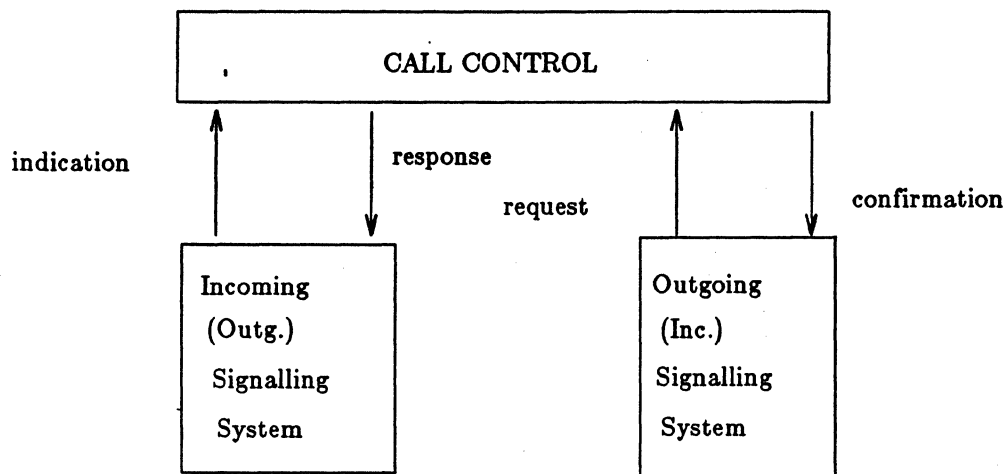 CALL CONTROL
indication
response
request
confirmation
Incoming
(Outg.)
Signalling
System
Outgoing
(Inc.)
Signalling
System